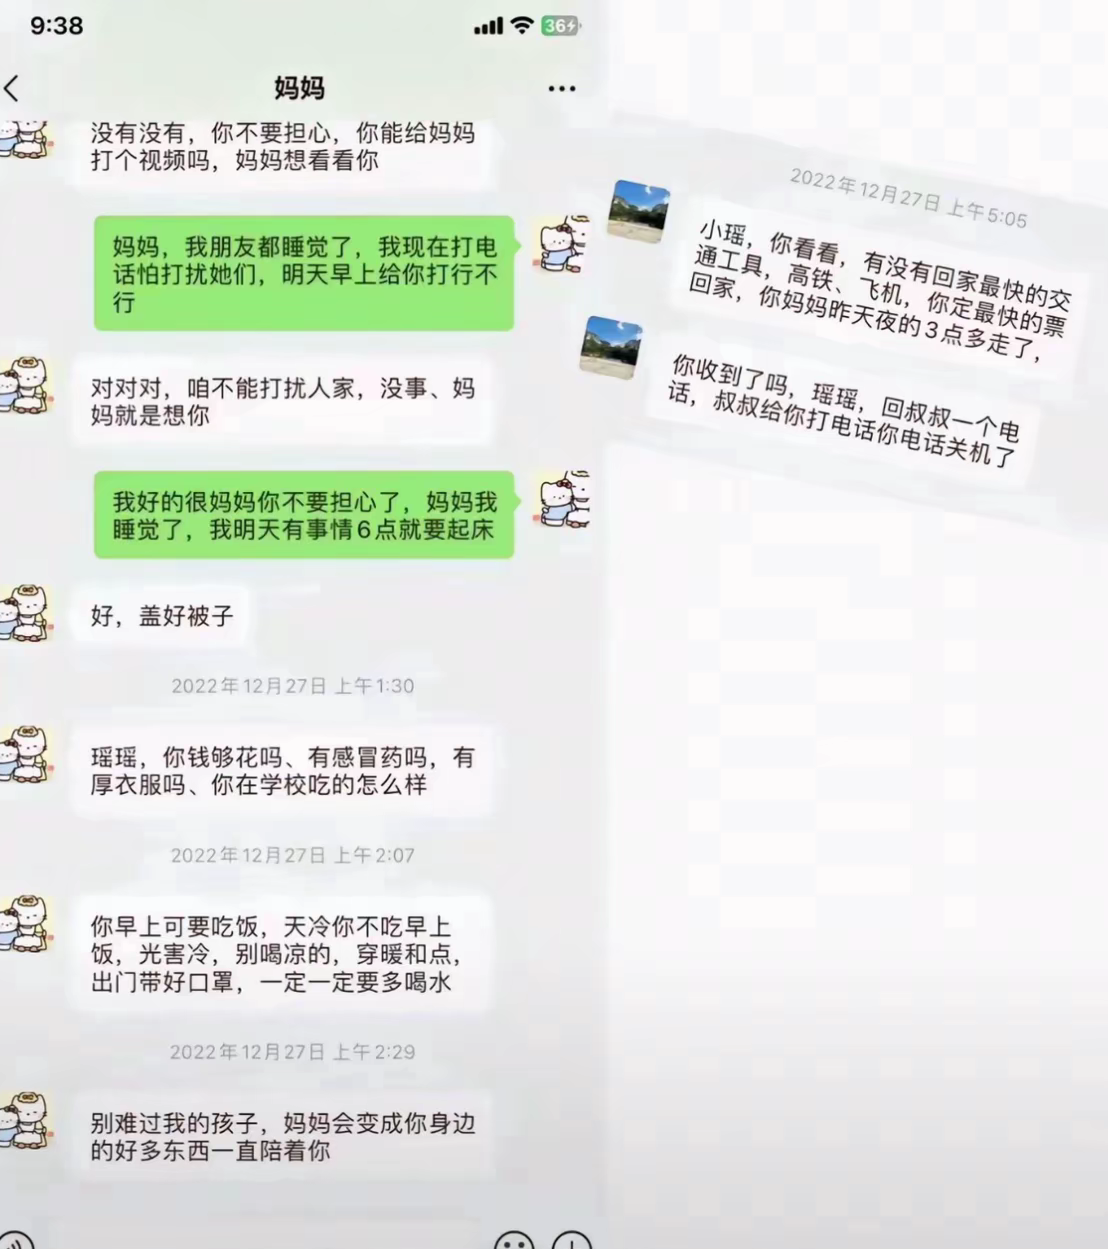 9:38
36
妈妈
没有没有，你不要担心，你能给妈妈
打个视频吗，妈妈想看看你
妈妈，我朋友都睡觉了，我现在打电
话怕打扰她们，明天早上给你打行不
行
对对对，咱不能打扰人家，没事、妈
妈就是想你
我好的很妈妈你不要担心了，妈妈我
睡觉了，我明天有事情6点就要起床
好，盖好被子
2022年12月27日 上午1:30
瑶瑶，你钱够花吗、有感冒药吗，有
厚衣服吗、你在学校吃的怎么样
2022年12月27日 上午2:07
你早上可要吃饭，天冷你不吃早上
饭，光害冷，别喝凉的，穿暖和点，
出门带好口罩，一定一定要多喝水
2022年12月27日 上午2:29
别难过我的孩子，妈妈会变成你身边
的好多东西一直陪着你
2022年12月27日 上午5:05
小瑶，你看看，有没有回家最快的交
通工具，高铁、飞机，你定最快的票
回家，你妈妈昨天夜的3点多走了，
你收到了吗，瑶瑶，回叔叔一个电
话，叔叔给你打电话你电话关机了